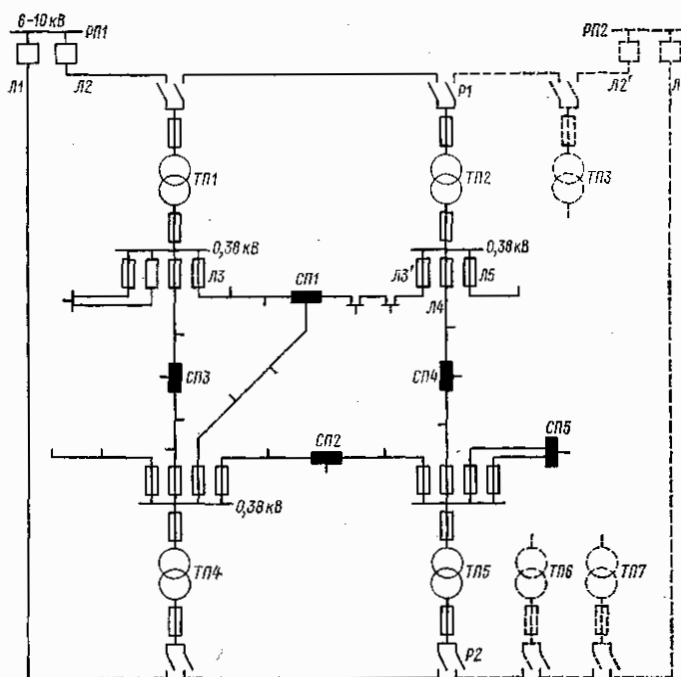 6-10 кВ
РП1
РП2
Л1
Л2
Р1
Л2'
Л
ТП1
ТП2
ТП3
0,38 кВ
0,38 кВ
Л3
СП1
Л3'
Л5
Л4
СП3
СП4
СП2
СП5
0,38 кВ
ТП4
ТП5
ТП6
ТП7
Р2